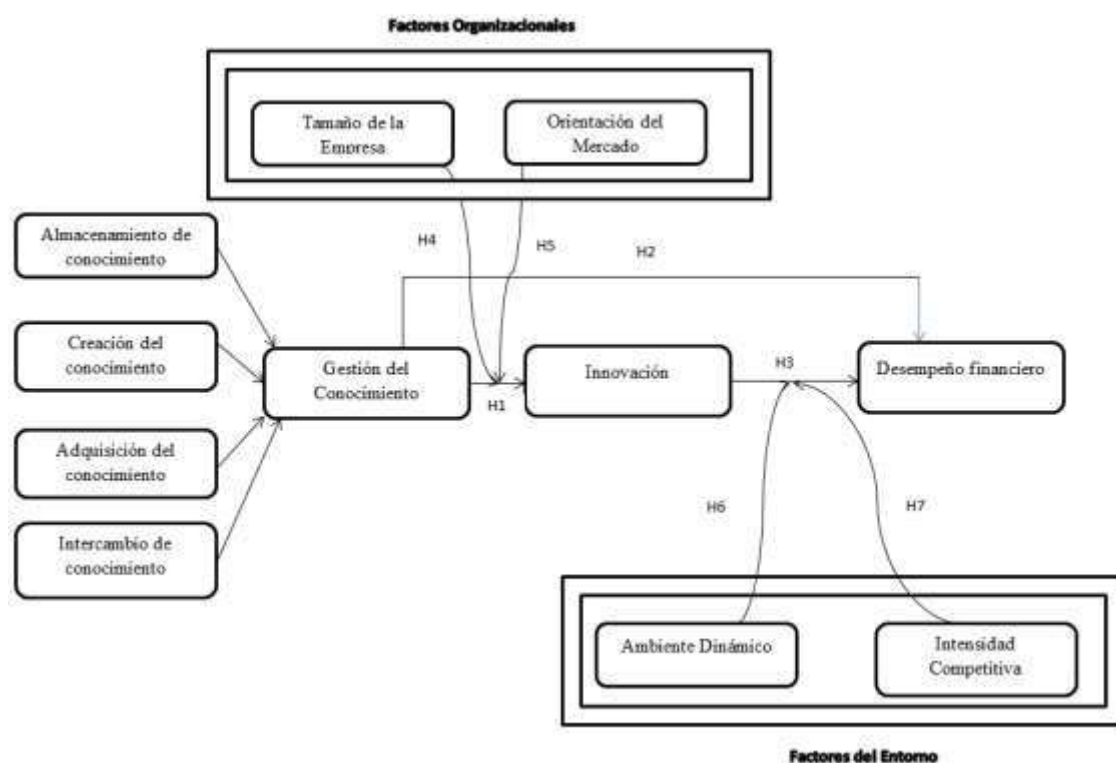 Factores Organizacionales
Tamaño de la
Empresa
Orientación del
Mercado
Almacenamiento de
conocimiento
H4
H5
H2
Creación del
conocimiento
Gestión del
Conocimiento
H1
Innovación
H3
Desempeño financiero
Adquisición del
conocimiento
Intercambio de
conocimiento
H6
H7
Ambiente Dinámico
Intensidad
Competitiva
Factores del Entorno